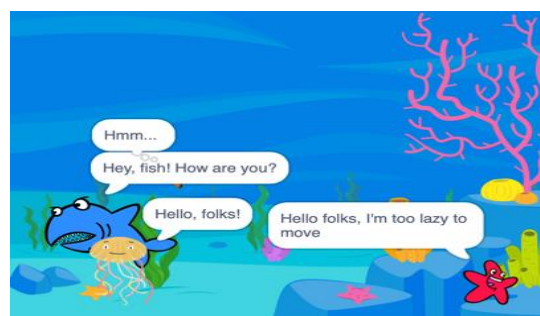 Hmm...
Hey, fish! How are you?
Hello, folks!
Hello folks, I'm too lazy to
move